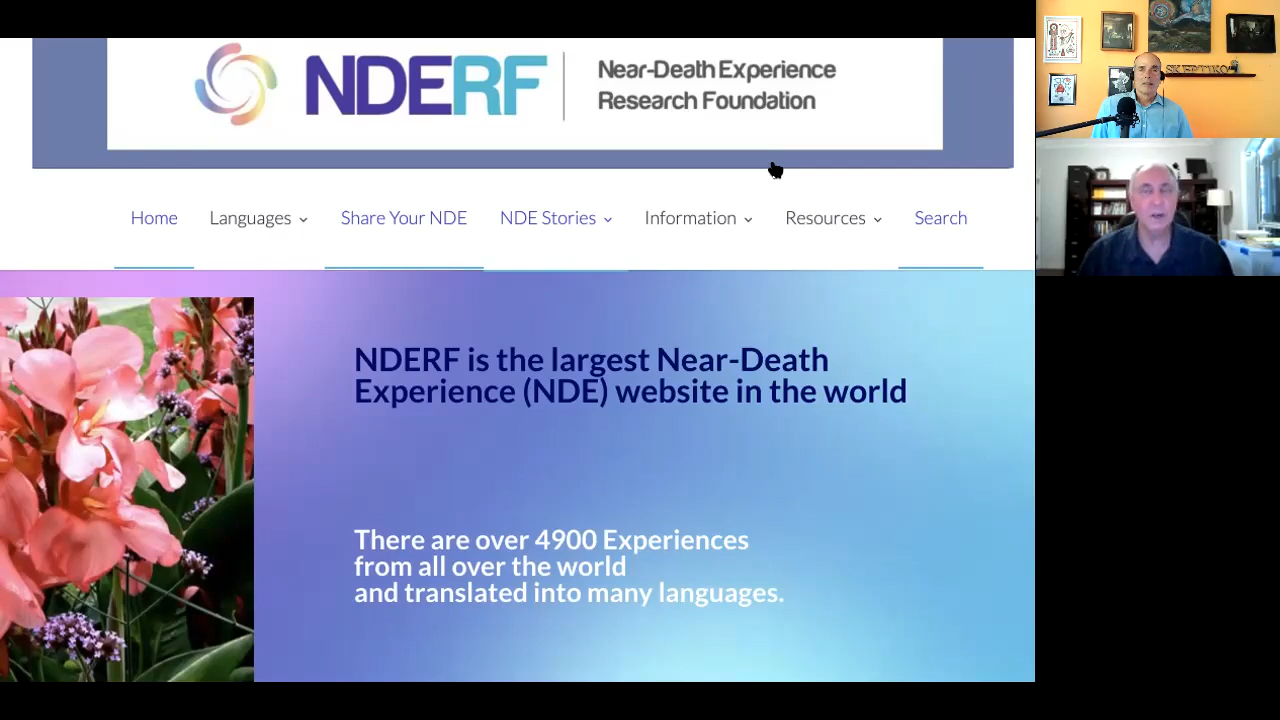 NDERF
Near-Death Experience
Research Foundation
SKEPTIKO
Home
Languages
Share Your NDE
NDE Stories
Information
Resources
Search
NDERF is the largest Near-Death
Experience (NDE) website in the world
There are over 4900 Experiences
from all over the world
and translated into many languages.